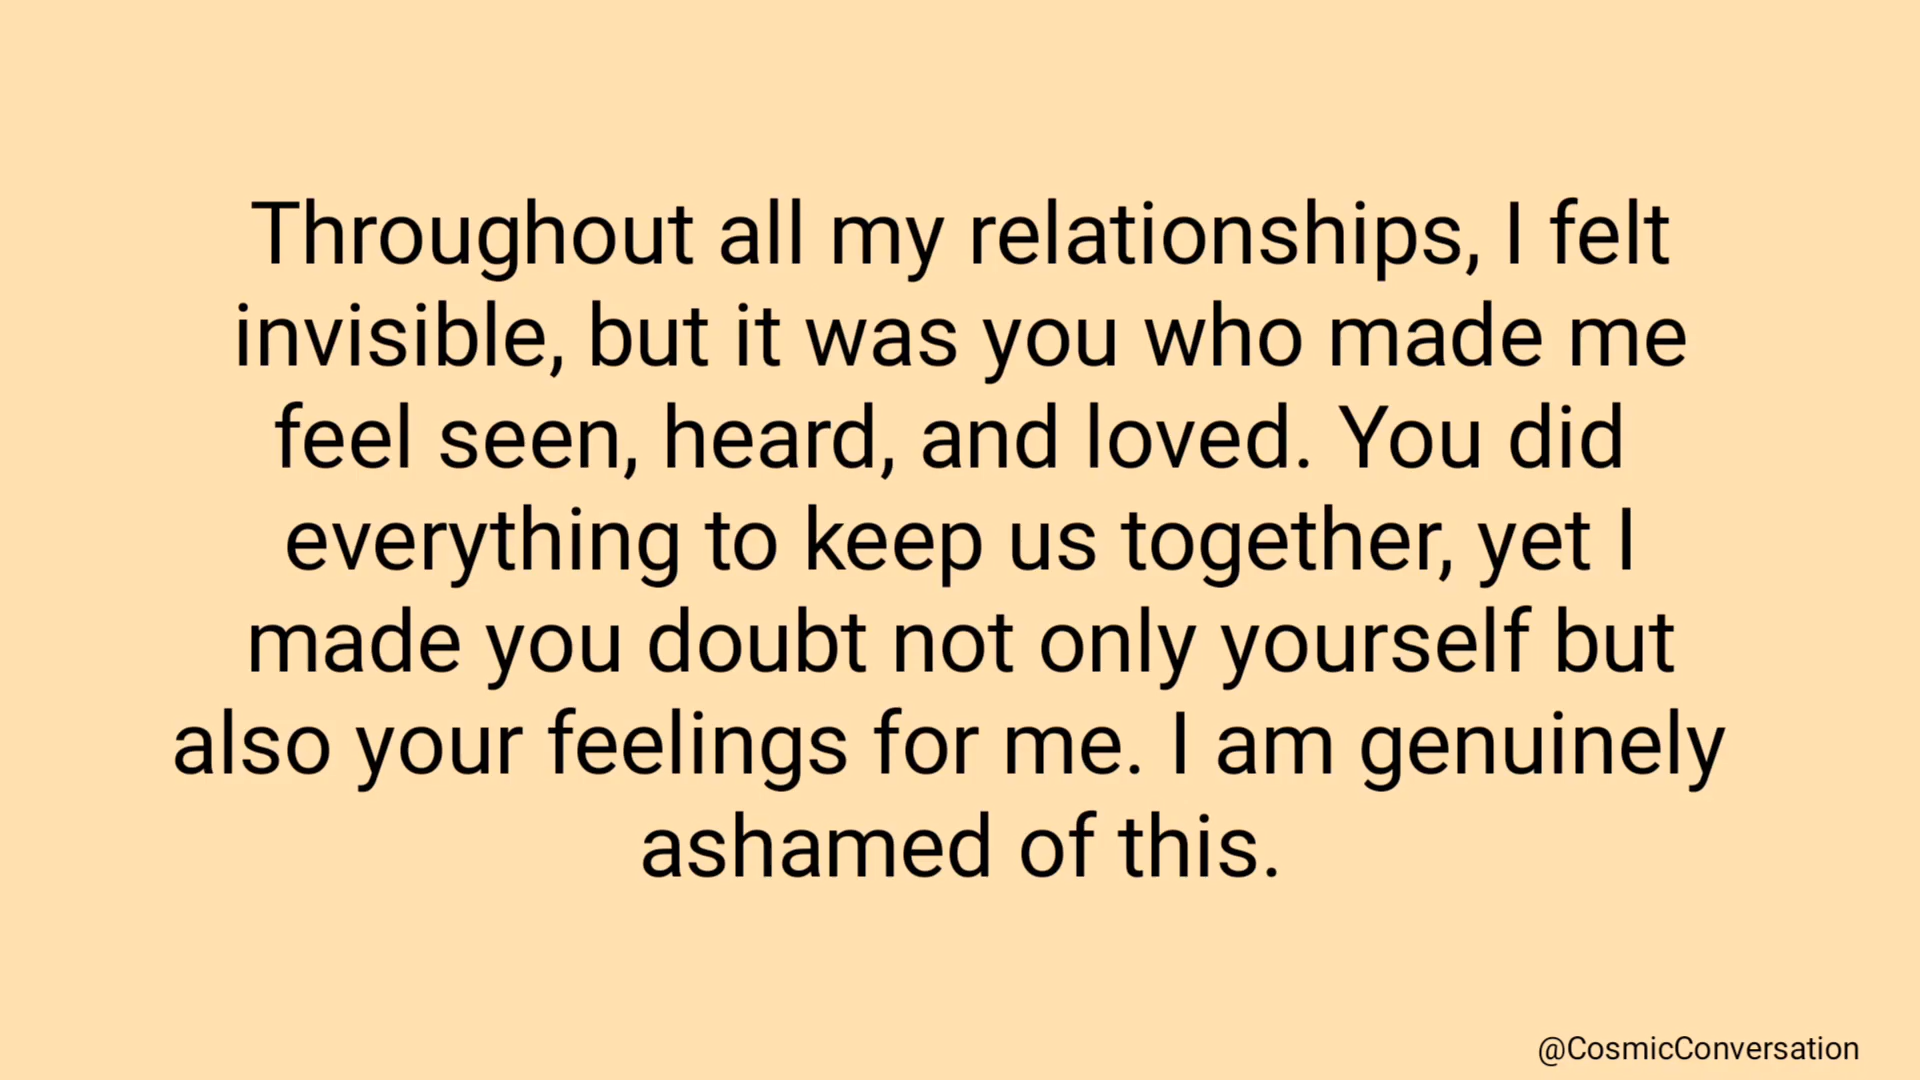 Throughout all my relationships, I felt
invisible, but it was you who made me
feel seen, heard, and loved. You did
everything to keep us together, yet I
made you doubt not only yourself but
also your feelings for me. I am genuinely
ashamed of this.
@CosmicConversation